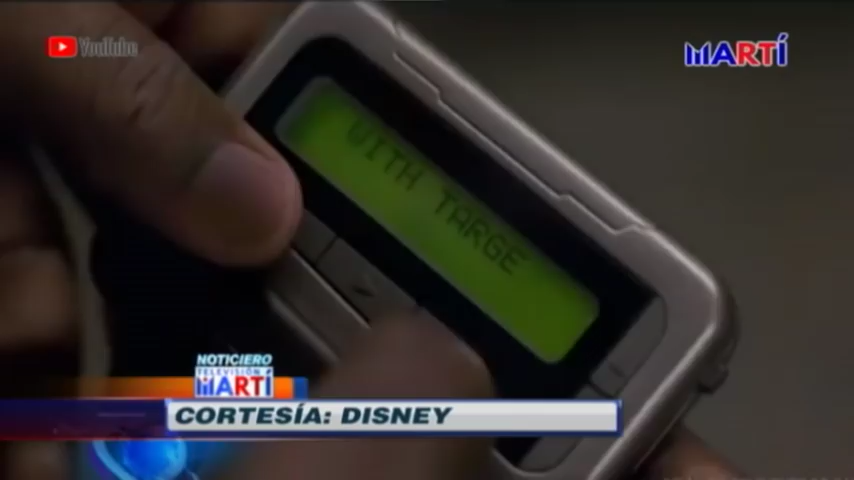 YouTube
MARTÍ
WITH TARGE
NOTICIERO
TELEVISIÓN
MARTÍ
CORTESÍA: DISNEY